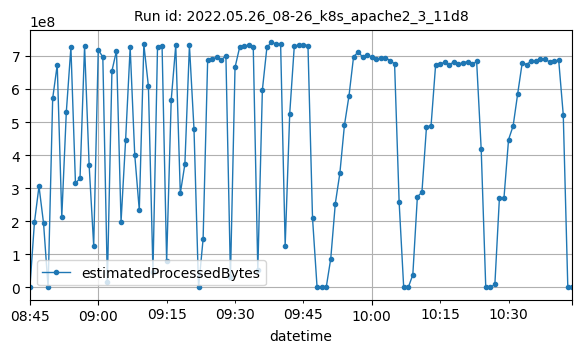 Run id: 2022.05.26_08-26_k8s_apache2_3_11d8
1e8
7
6
5
4
3
2
1
0
estimatedProcessedBytes
08:45 09:00 09:15 09:30 09:45 10:00 10:15 10:30
datetime